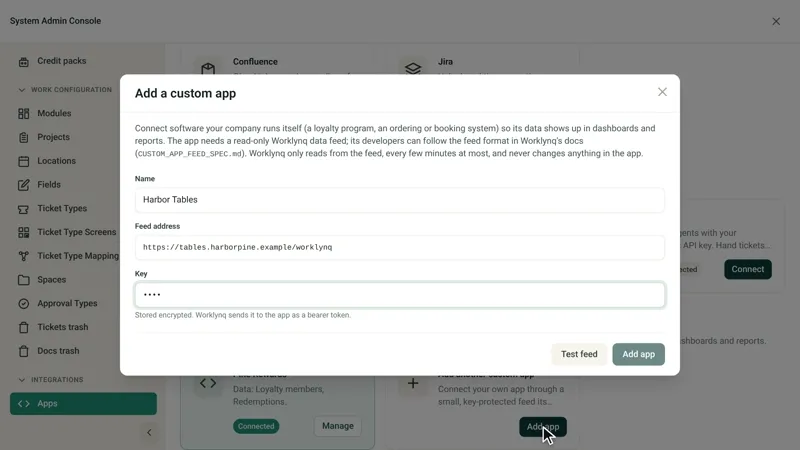 System Admin Console
Credit packs
WORK CONFIGURATION
Modules
Projects
Locations
Fields
Ticket Types
Ticket Type Screens
Ticket Type Mapping
Spaces
Approval Types
Tickets trash
Docs trash
INTEGRATIONS
Apps
Confluence
Jira
Add a custom app
Connect software your company runs itself (a loyalty program, an ordering or booking system) so its data shows up in dashboards and
reports. The app needs a read-only Worklynq data feed; its developers can follow the feed format in Worklynq's docs
(CUSTOM_APP_FEED_SPEC.md). Worklynq only reads from the feed, every few minutes at most, and never changes anything in the app.
Name
Harbor Tables
Feed address
https://tables.harborpine.example/worklynq
Key
••••
Stored encrypted. Worklynq sends it to the app as a bearer token.
Test feed
Add app
gents with your
API key. Hand tickets...
Connect
ashboards and reports.
Data: Loyalty members,
Redemptions.
Connected
Manage
Connect your own app through a
small, key-protected feed its...
Add app